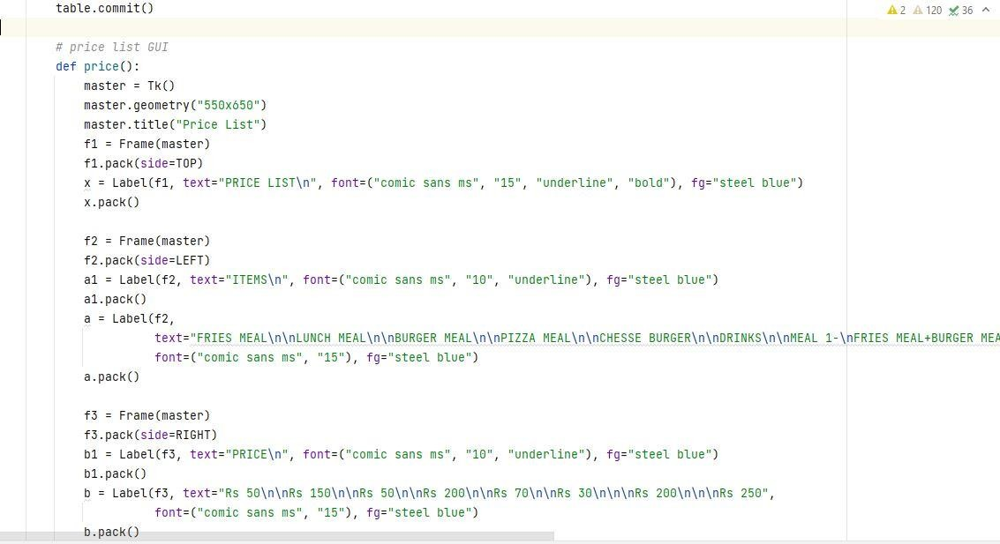 table.commit()
2 120 36
# price list GUI
def price():
master = Tk()
master.geometry("550x650")
master.title("Price List")
f1 = Frame(master)
f1.pack(side=TOP)
x = Label(f1, text="PRICE LIST\n", font=("comic sans ms", "15", "underline", "bold"), fg="steel blue")
x.pack()
f2 = Frame(master)
f2.pack(side=LEFT)
a1 = Label(f2, text="ITEMS\n", font=("comic sans ms", "10", "underline"), fg="steel blue")
a1.pack()
a = Label(f2,
text="FRIES MEAL\n\nLUNCH MEAL\n\nBURGER MEAL\n\nPIZZA MEAL\n\nCHESSE BURGER\n\nDRINKS\n\nMEAL 1-\nFRIES MEAL+BURGER MEA
font=("comic sans ms", "15"), fg="steel blue")
a.pack()
f3 = Frame(master)
f3.pack(side=RIGHT)
b1 = Label(f3, text="PRICE\n", font=("comic sans ms", "10", "underline"), fg="steel blue")
b1.pack()
b = Label(f3, text="Rs 50\n\nRs 150\n\nRs 50\n\nRs 200\n\nRs 70\n\nRs 30\n\n\nRs 200\n\n\nRs 250",
font=("comic sans ms", "15"), fg="steel blue")
b.pack()